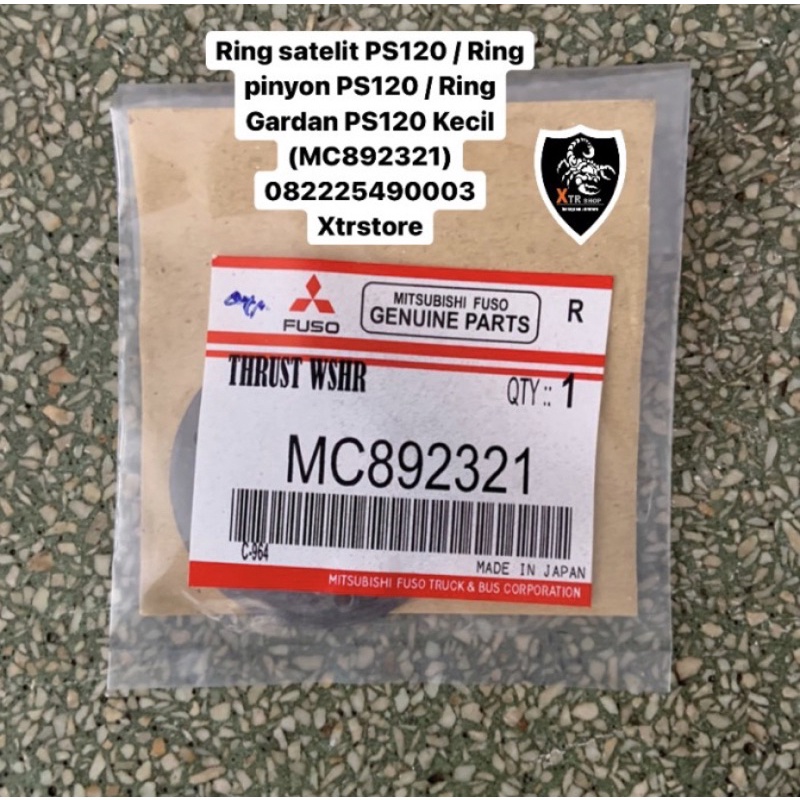 Ring satelit PS120 / Ring
pinyon PS120 / Ring
Gardan PS120 Kecil
(MC892321)
082225490003
Xtrstore
XTR SHOP
FUSO
MITSUBISHI FUSO
GENUINE PARTS
R
THRUST WSHR
QTY :: 1
MC892321
C-964
MADE IN JAPAN
MITSUBISHI FUSO TRUCK & BUS CORPORATION